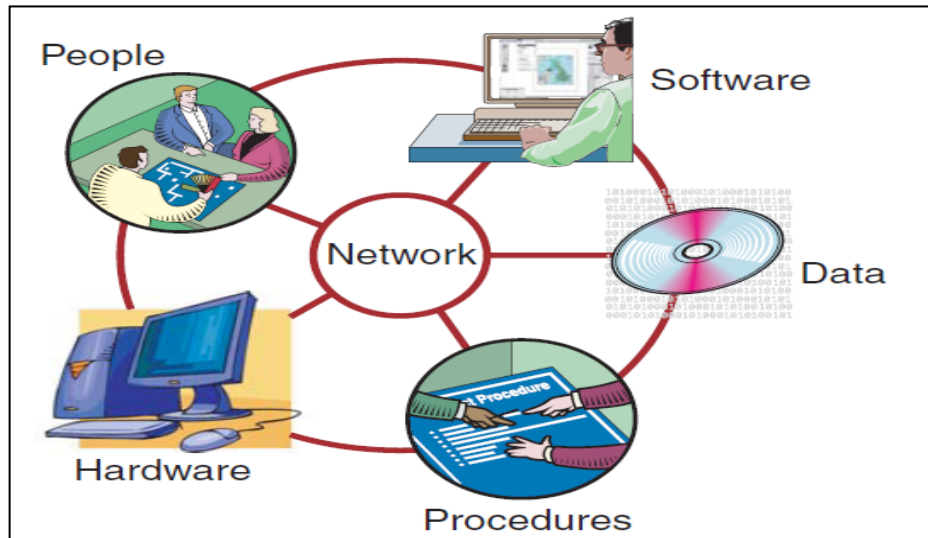 People
Software
Network
Data
t Procedure
Hardware
Procedures